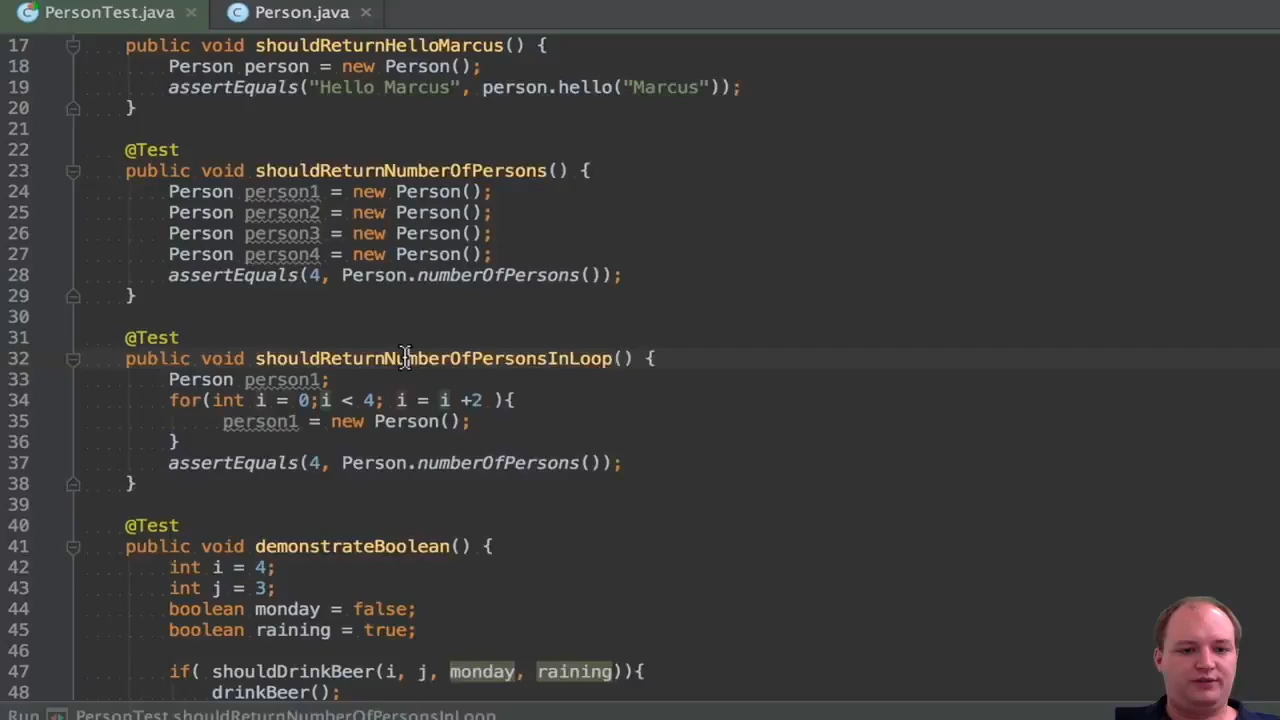 PersonTest.java × Person.java ×
17 public void shouldReturnHelloMarcus() {
18 Person person = new Person();
19 assertEquals("Hello Marcus", person.hello("Marcus"));
20 }
21
22 @Test
23 public void shouldReturnNumberOfPersons() {
24 Person person1 = new Person();
25 Person person2 = new Person();
26 Person person3 = new Person();
27 Person person4 = new Person();
28 assertEquals(4, Person.numberOfPersons());
29 }
30
31 @Test
32 public void shouldReturnNumberOfPersonsInLoop() {
33 Person person1;
34 for(int i = 0;i < 4; i = i +2 ){
35 person1 = new Person();
36 }
37 assertEquals(4, Person.numberOfPersons());
38 }
39
40 @Test
41 public void demonstrateBoolean() {
42 int i = 4;
43 int j = 3;
44 boolean monday = false;
45 boolean raining = true;
46
47 if( shouldDrinkBeer(i, j, monday, raining)){
48 drinkBeer();
Run PersonTest.shouldReturnNumberOfPersonsInLoop